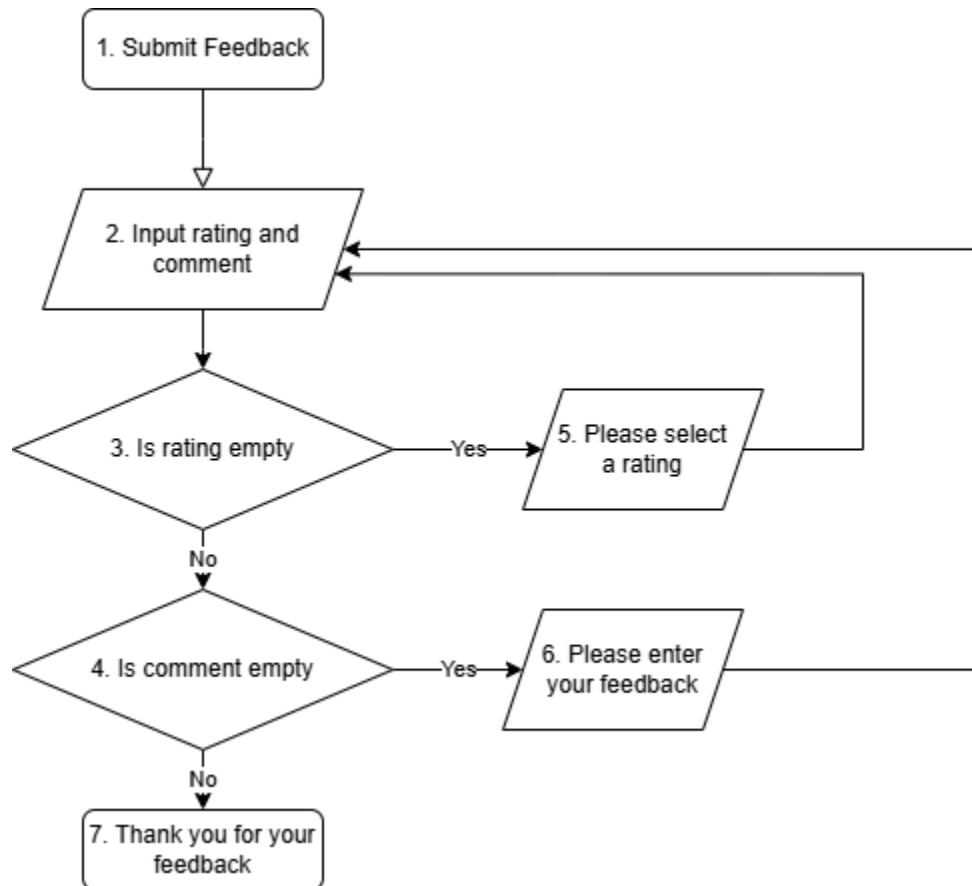 1. Submit Feedback
2. Input rating and
comment
3. Is rating empty
Yes
5. Please select
a rating
No
4. Is comment empty
Yes
6. Please enter
your feedback
No
7. Thank you for your
feedback